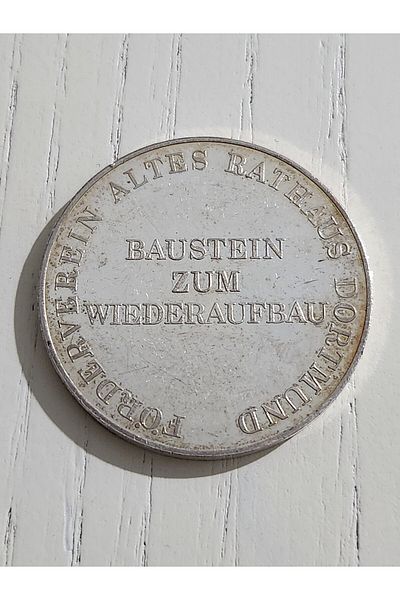 FÖRDERVEREIN ALTES RATHAUS DORTMUND
BAUSTEIN
ZUM
WIEDERAUFBAU